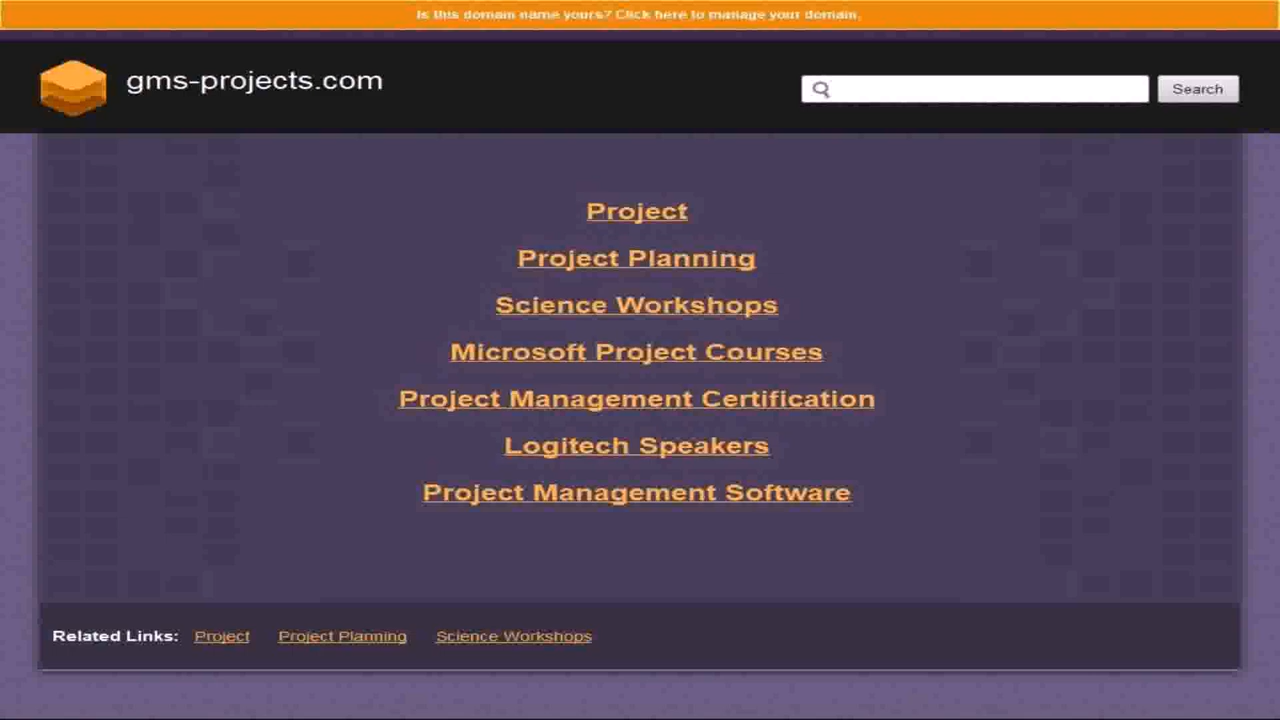 Is this domain name yours? Click here to manage your domain.
gms-projects.com
Search
Project
Project Planning
Science Workshops
Microsoft Project Courses
Project Management Certification
Logitech Speakers
Project Management Software
Related Links: Project Project Planning Science Workshops